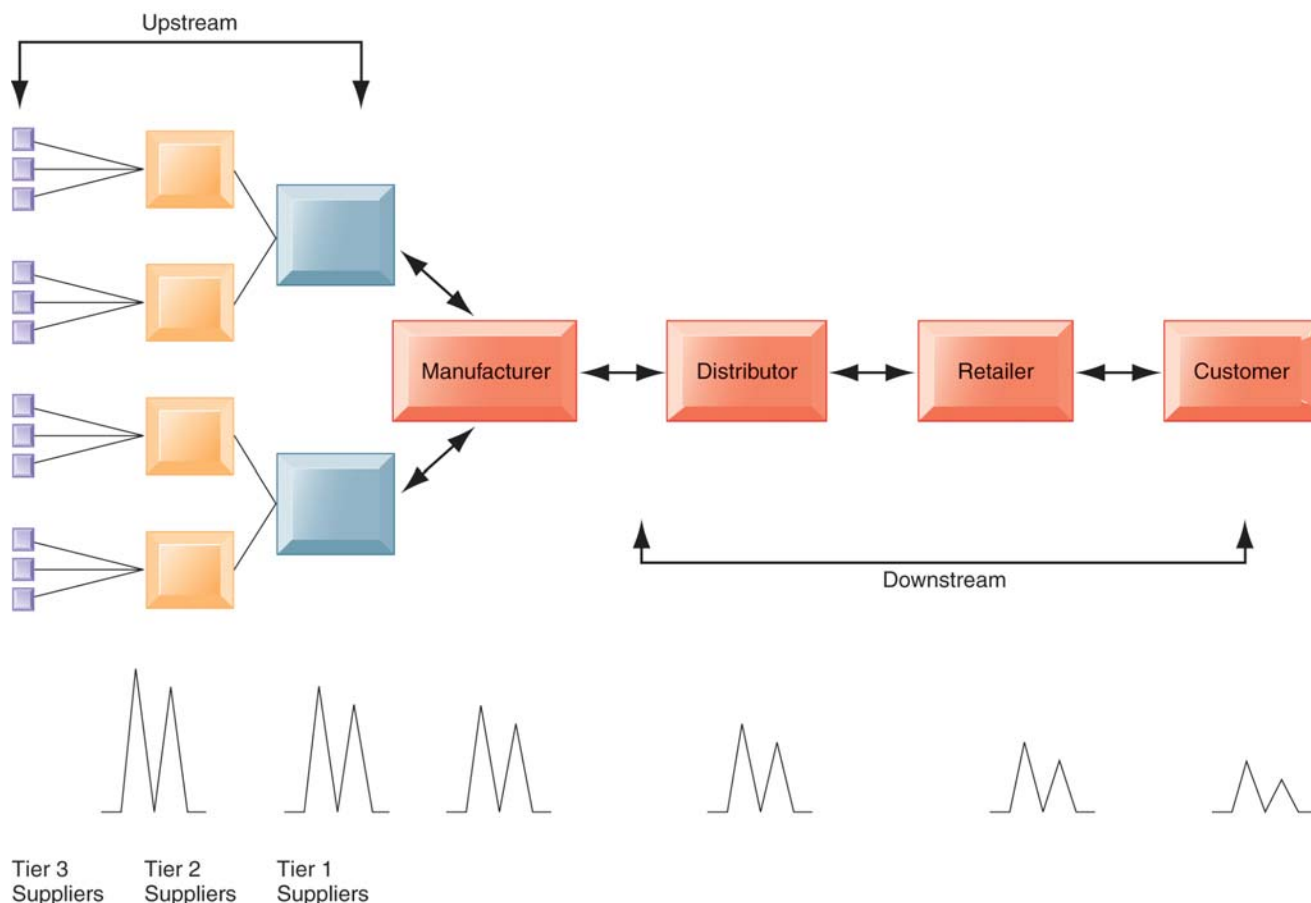 Upstream
Manufacturer
Distributor
Retailer
Customer
Downstream
Tier 3
Suppliers
Tier 2
Suppliers
Tier 1
Suppliers